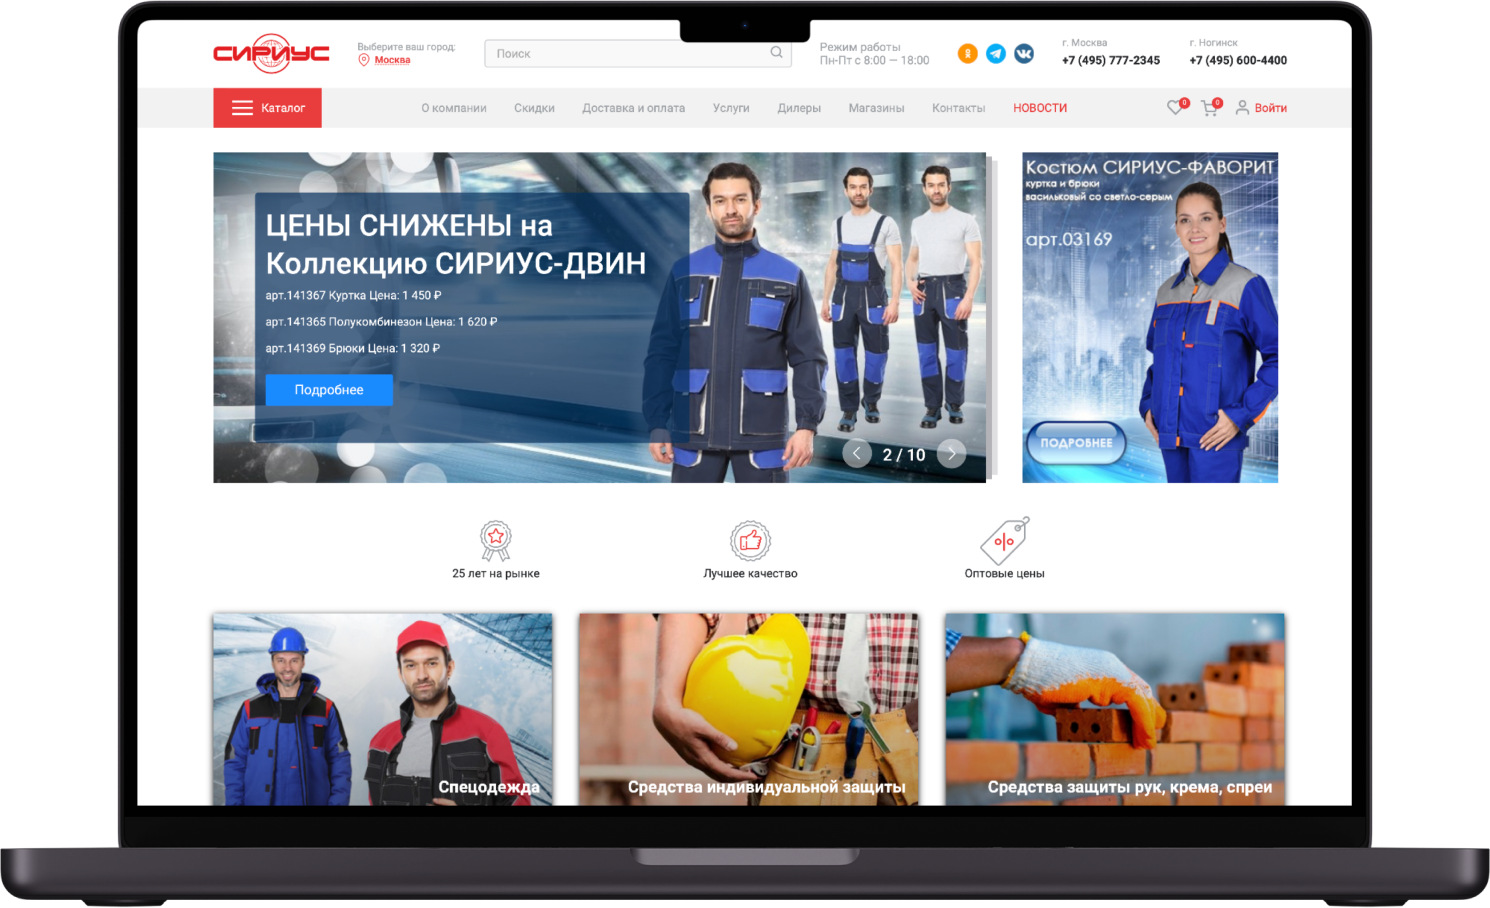 СИРИУС
Выберите ваш город:
Москва
Поиск
Режим работы
Пн-Пт с 8:00 — 18:00
г. Москва
+7 (495) 777-2345
г. Ногинск
+7 (495) 600-4400
Каталог
О компании
Скидки
Доставка и оплата
Услуги
Дилеры
Магазины
Контакты
НОВОСТИ
0
0
Войти
ЦЕНЫ СНИЖЕНЫ на
Коллекцию СИРИУС-ДВИН
арт.141367 Куртка Цена: 1 450 ₽
арт.141365 Полукомбинезон Цена: 1 620 ₽
арт.141369 Брюки Цена: 1 320 ₽
Подробнее
2 / 10
Костюм СИРИУС-ФАВОРИТ
куртка и брюки
васильковый со светло-серым
арт.03169
ПОДРОБНЕЕ
25 лет на рынке
Лучшее качество
Оптовые цены
Спецодежда
Средства индивидуальной защиты
Средства защиты рук, крема, спреи